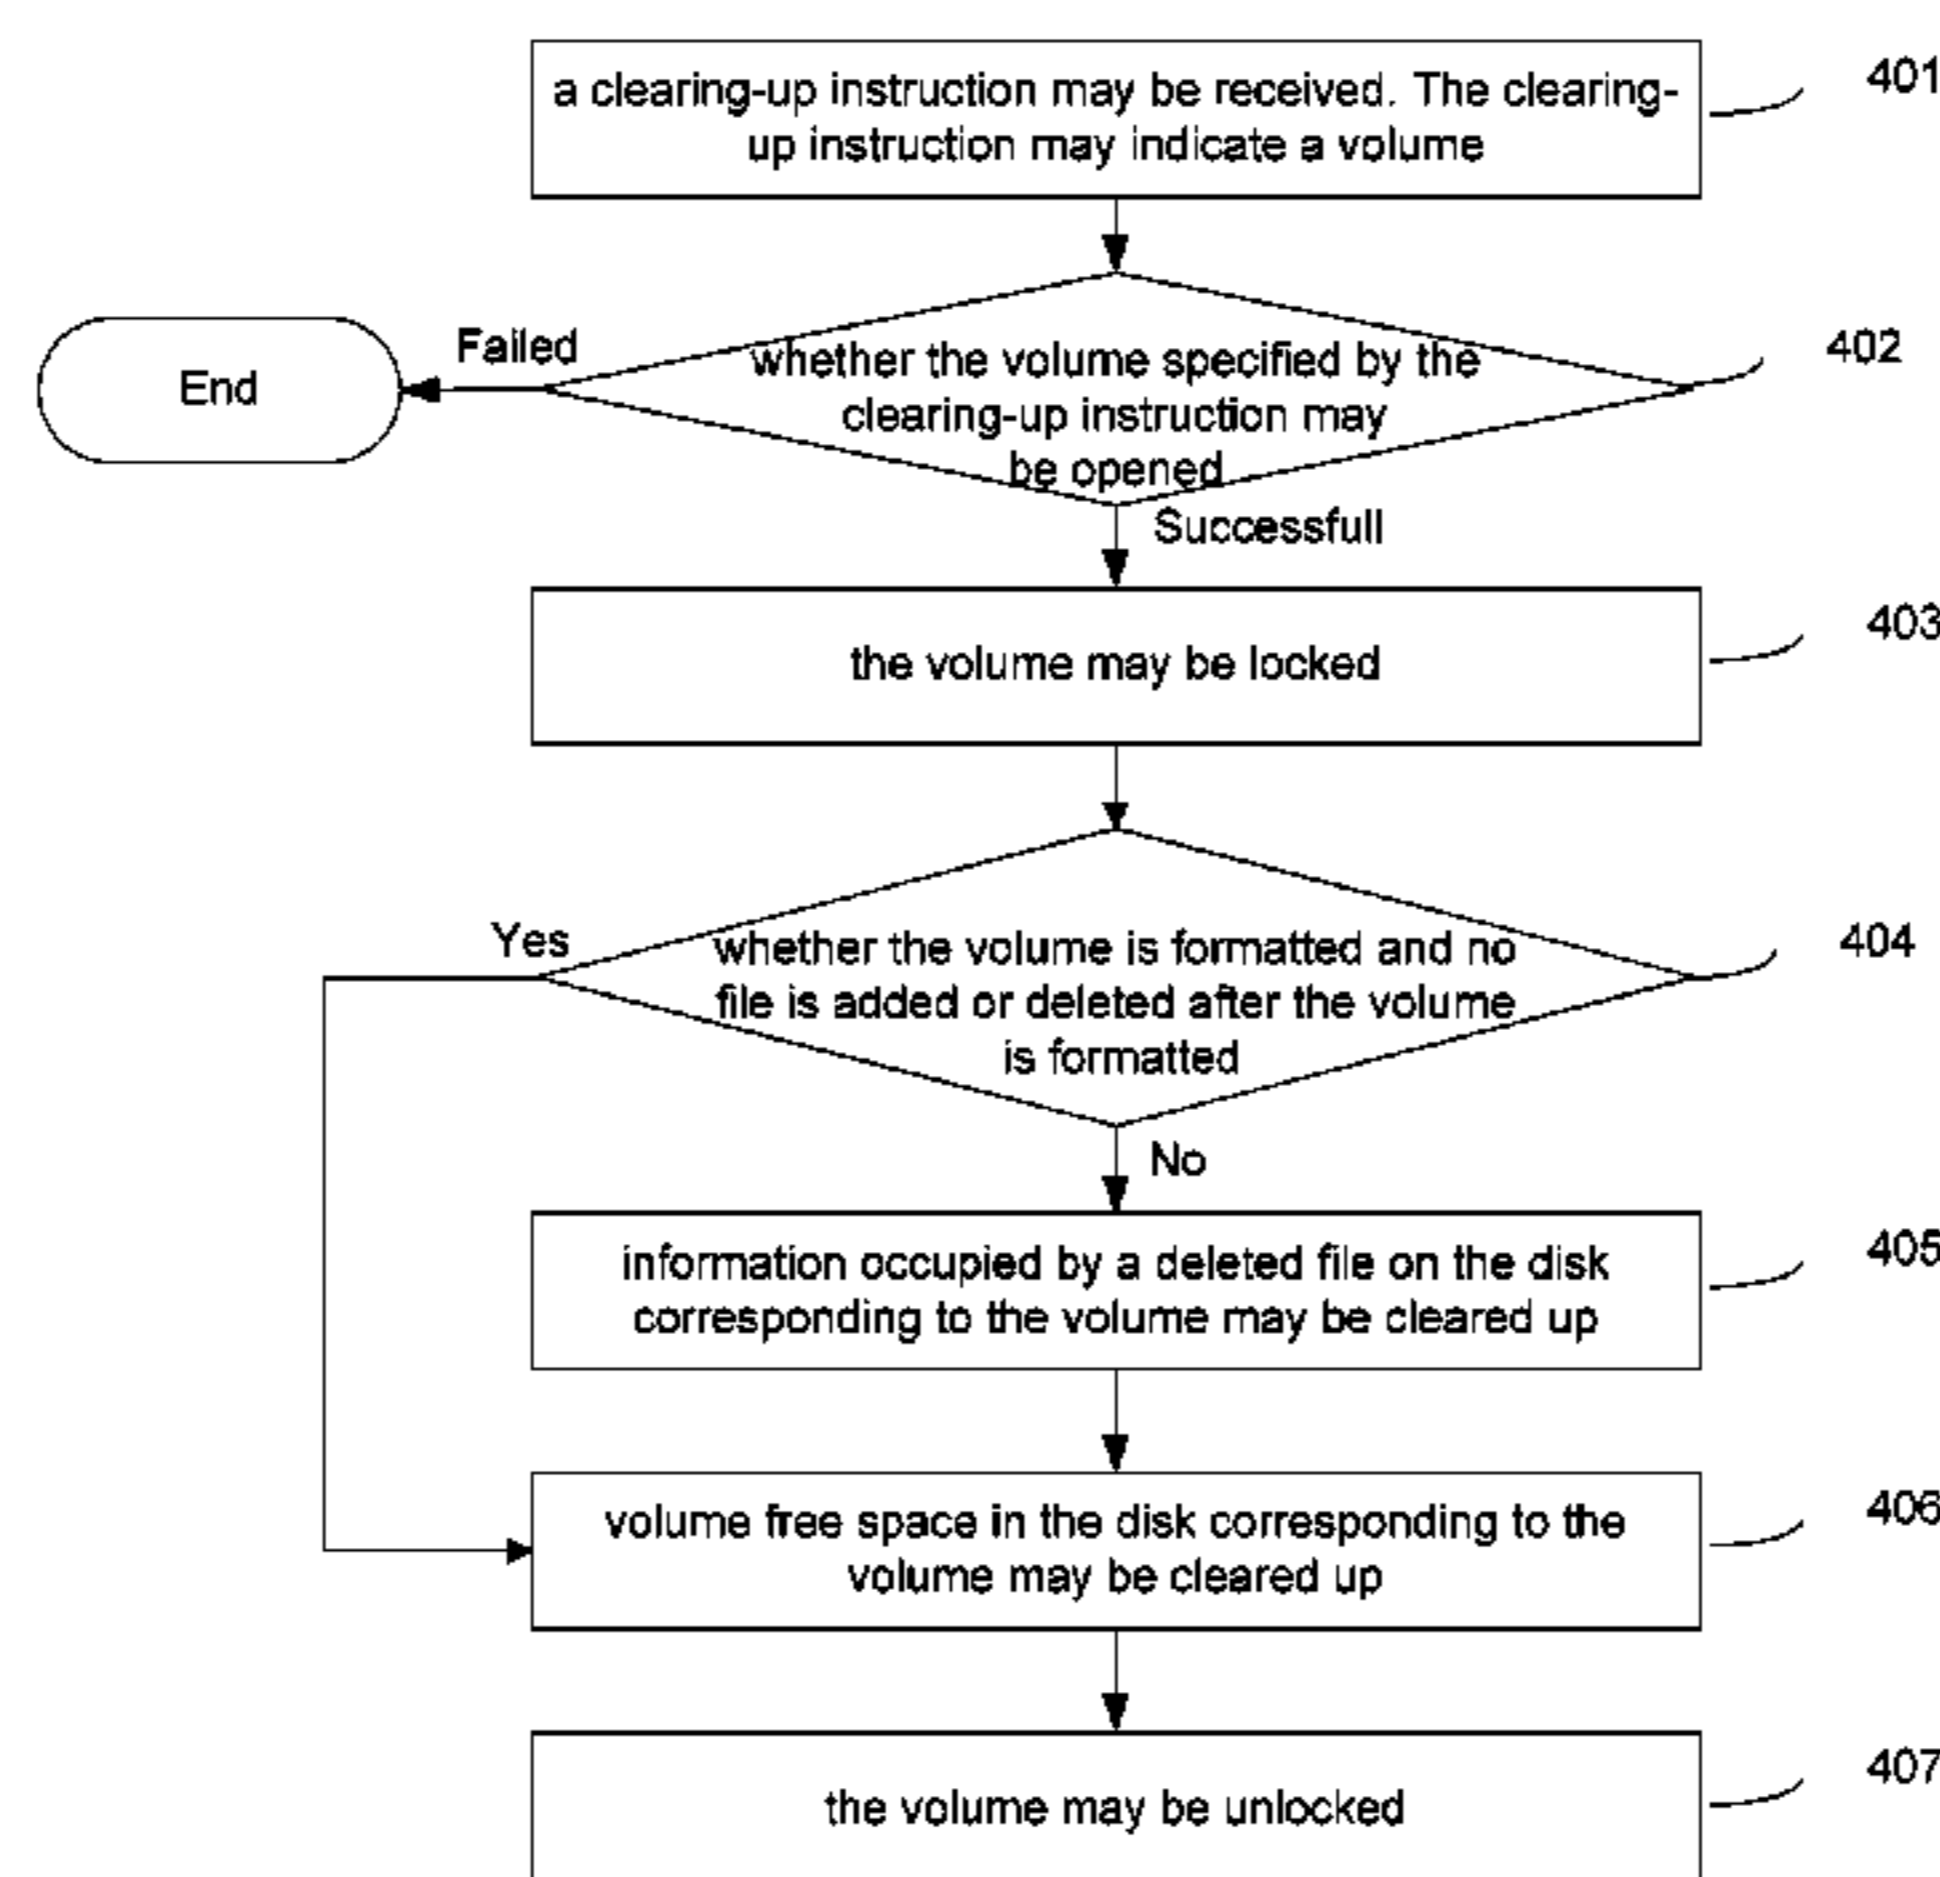 a clearing-up instruction may be received. The clearing-
up instruction may indicate a volume
401
End
Failed
whether the volume specified by the
clearing-up instruction may
be opened
402
Successfull
the volume may be locked
403
Yes
whether the volume is formatted and no
file is added or deleted after the volume
is formatted
404
No
information occupied by a deleted file on the disk
corresponding to the volume may be cleared up
405
volume free space in the disk corresponding to the
volume may be cleared up
406
the volume may be unlocked
407